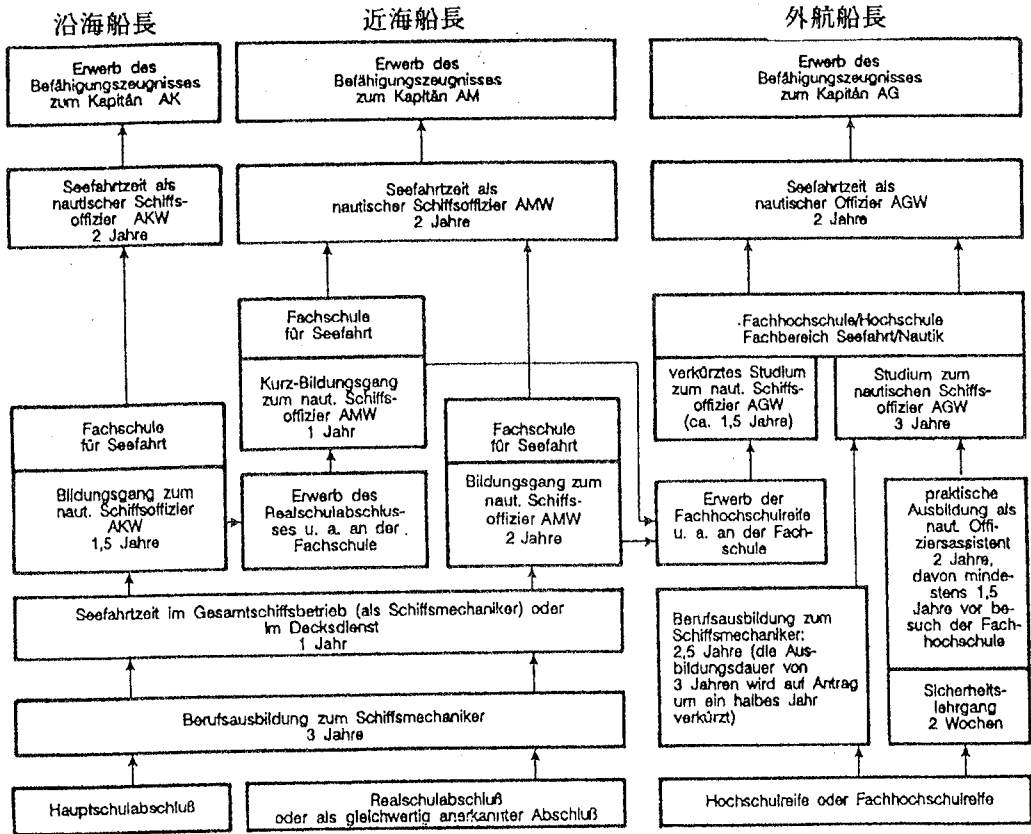 沿海船長
近海船長
外航船長
Erwerb des
Befähigungszeugnisses
zum Kapitän AK
Erwerb des
Befähigungszeugnisses
zum Kapitän AM
Erwerb des
Befähigungszeugnisses
zum Kapitän AG
Seefahrtzeit als
nautischer Schiffs-
offizier AKW
2 Jahre
Seefahrtzeit als
nautischer Schiffsoffizier AMW
2 Jahre
Seefahrtzeit als
nautischer Offizier AGW
2 Jahre
Fachschule
für Seefahrt
Kurz-Bildungsgang
zum naut. Schiffs-
offizier AMW
1 Jahr
Fachhochschule/Hochschule
Fachbereich Seefahrt/Nautik
verkürztes Studium
zum naut. Schiffs-
offizier AGW
(ca. 1,5 Jahre)
Studium zum
nautischen Schiffs-
offizier AGW
3 Jahre
Fachschule
für Seefahrt
Bildungsgang zum
naut. Schiffsoffizier
AKW
1,5 Jahre
Erwerb des
Realschulabschlus-
ses u. a. an der
Fachschule
Fachschule
für Seefahrt
Bildungsgang zum
naut. Schiffs-
offizier AMW
2 Jahre
Erwerb der
Fachhochschulreife
u. a. an der Fach-
schule
praktische
Ausbildung als
naut. Offi-
ziersassistent
2 Jahre,
davon minde-
stens 1,5
Jahre vor be-
such der Fach-
hochschule
Sicherheits-
lehrgang
2 Wochen
Seefahrtzeit im Gesamtschiffsbetrieb (als Schiffsmechaniker) oder
im Decksdienst
1 Jahr
Berufsausbildung zum
Schiffsmechaniker:
2,5 Jahre (die Aus-
bildungsdauer von
3 Jahren wird auf Antrag
um ein halbes Jahr
verkürzt)
Berufsausbildung zum Schiffsmechaniker
3 Jahre
Hauptschulabschluß
Realschulabschluß
oder als gleichwertig anerkannter Abschluß
Hochschulreife oder Fachhochschulreife